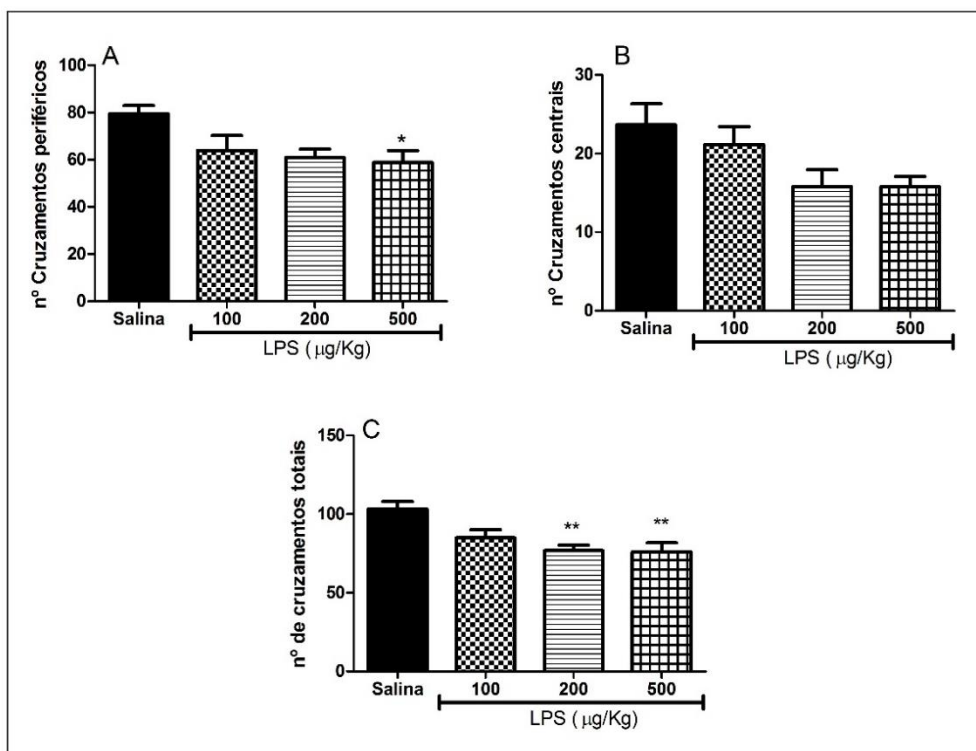 A
nº Cruzamentos periféricos
100
80
60
40
20
0
*
Salina 100 200 500
LPS ( µg/Kg)
B
nº Cruzamentos centrais
30
20
10
0
Salina 100 200 500
LPS ( µg/Kg)
C
nº de cruzamentos totais
150
100
50
0
** **
Salina 100 200 500
LPS ( µg/Kg)